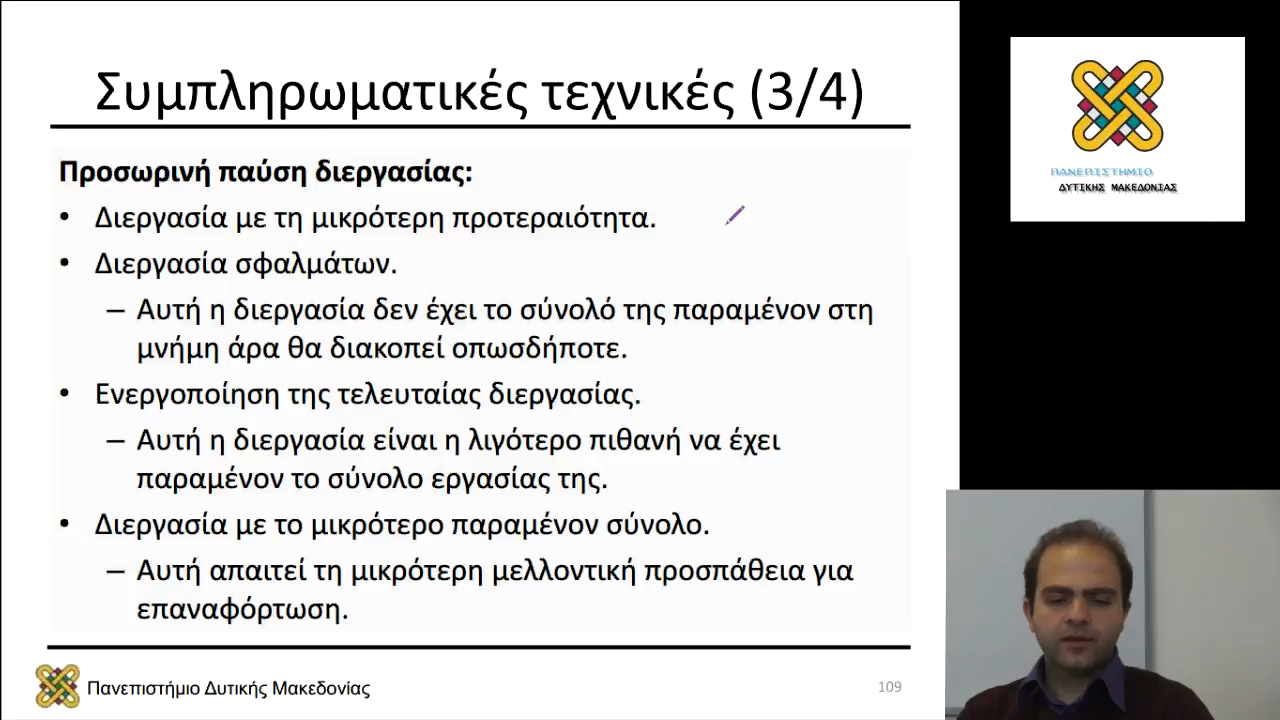 Συμπληρωματικές τεχνικές (3/4)
Προσωρινή παύση διεργασίας:
• Διεργασία με τη μικρότερη προτεραιότητα.
• Διεργασία σφαλμάτων.
– Αυτή η διεργασία δεν έχει το σύνολό της παραμένον στη
μνήμη άρα θα διακοπεί οπωσδήποτε.
• Ενεργοποίηση της τελευταίας διεργασίας.
– Αυτή η διεργασία είναι η λιγότερο πιθανή να έχει
παραμένον το σύνολο εργασίας της.
• Διεργασία με το μικρότερο παραμένον σύνολο.
– Αυτή απαιτεί τη μικρότερη μελλοντική προσπάθεια για
επαναφόρτωση.
Πανεπιστήμιο Δυτικής Μακεδονίας
109
ΠΑΝΕΠΙΣΤΗΜΙΟ
ΔΥΤΙΚΗΣ ΜΑΚΕΔΟΝΙΑΣ